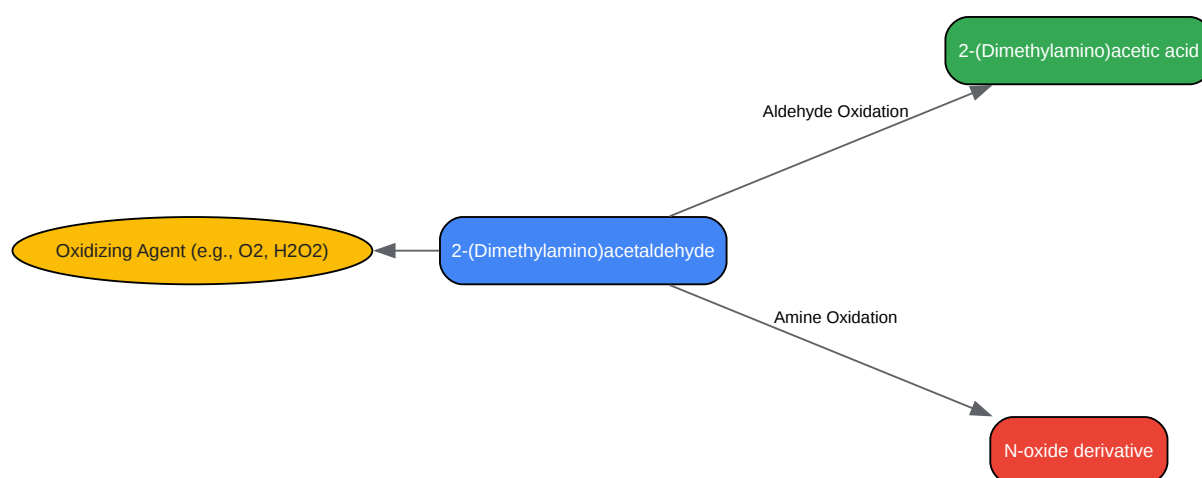 2-(Dimethylamino)acetic acid
Aldehyde Oxidation
Oxidizing Agent (e.g., O2, H2O2)
2-(Dimethylamino)acetaldehyde
Amine Oxidation
N-oxide derivative